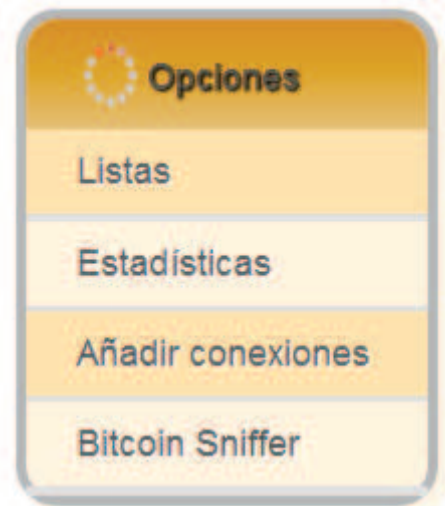 Opciones
Listas
Estadísticas
Añadir conexiones
Bitcoin Sniffer